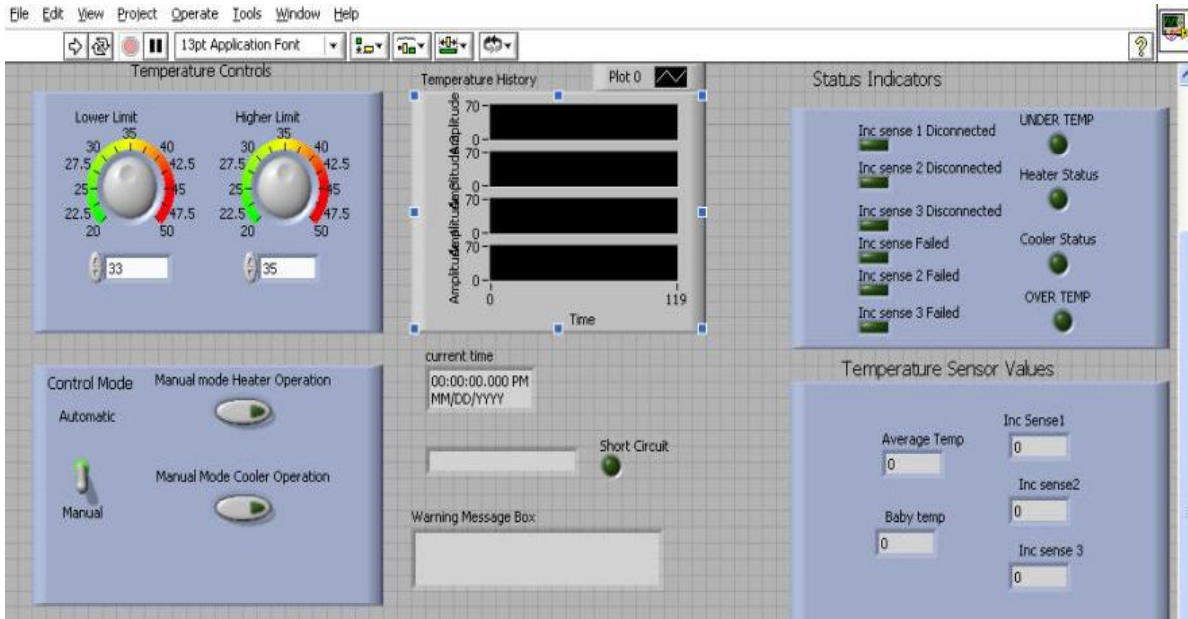 File Edit View Project Operate Tools Window Help
13pt Application Font
?
Temperature Controls
Lower Limit
20 22.5 25 27.5 30 35 40 42.5 45 47.5 50
33
Higher Limit
20 22.5 25 27.5 30 35 40 42.5 45 47.5 50
35
Temperature History
Plot 0
70
0
Amplitude
70
0
Amplitude
70
0
Amplitude
70
0
Amplitude
0 119
Time
Status Indicators
Inc sense 1 Diconnected
Inc sense 2 Disconnected
Inc sense 3 Disconnected
Inc sense Failed
Inc sense 2 Failed
Inc sense 3 Failed
UNDER TEMP
Heater Status
Cooler Status
OVER TEMP
Control Mode
Automatic
Manual
Manual mode Heater Operation
Manual Mode Cooler Operation
current time
00:00:00.000 PM
MM/DD/YYYY
Short Circuit
Warning Message Box
Temperature Sensor Values
Average Temp
0
Baby temp
0
Inc Sense1
0
Inc sense2
0
Inc sense 3
0